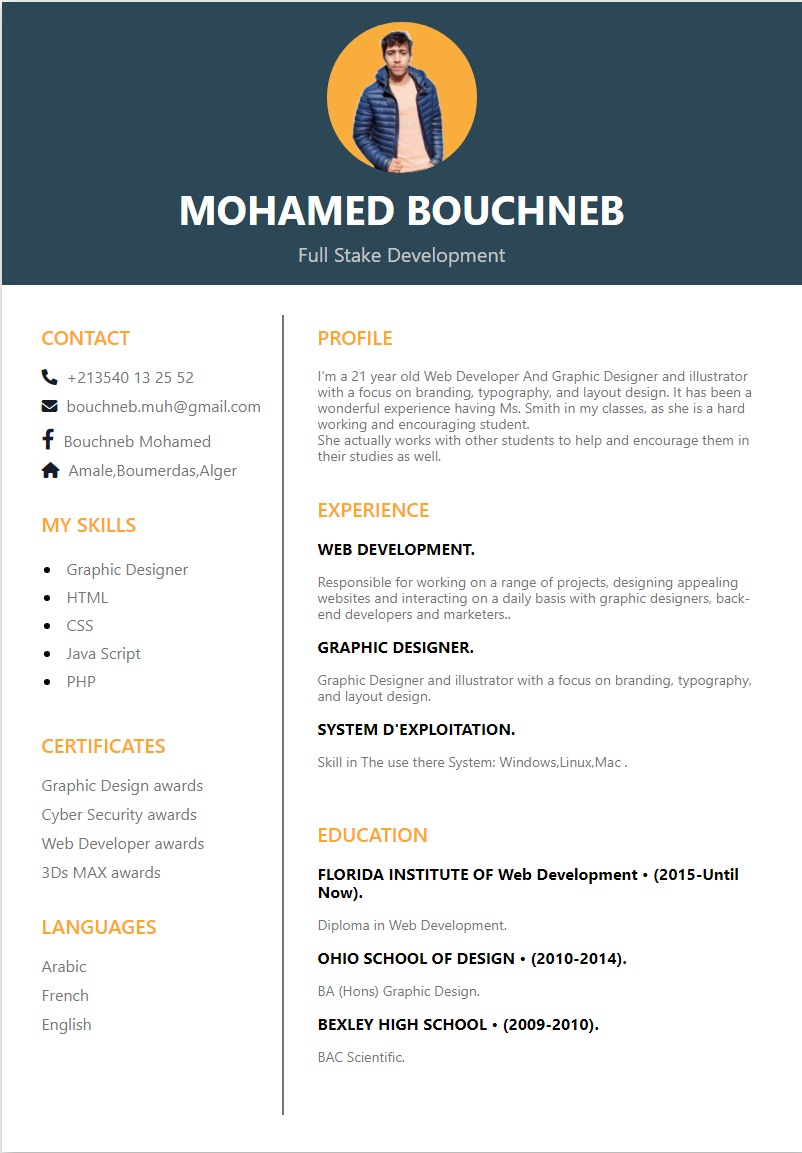 MOHAMED BOUCHNEB
Full Stake Development
CONTACT
+213540 13 25 52
bouchneb.muh@gmail.com
Bouchneb Mohamed
Amale,Boumerdas,Alger
MY SKILLS
• Graphic Designer
• HTML
• CSS
• Java Script
• PHP
CERTIFICATES
Graphic Design awards
Cyber Security awards
Web Developer awards
3Ds MAX awards
LANGUAGES
Arabic
French
English
PROFILE
I'm a 21 year old Web Developer And Graphic Designer and illustrator
with a focus on branding, typography, and layout design. It has been a
wonderful experience having Ms. Smith in my classes, as she is a hard
working and encouraging student.
She actually works with other students to help and encourage them in
their studies as well.
EXPERIENCE
WEB DEVELOPMENT.
Responsible for working on a range of projects, designing appealing
websites and interacting on a daily basis with graphic designers, back-
end developers and marketers..
GRAPHIC DESIGNER.
Graphic Designer and illustrator with a focus on branding, typography,
and layout design.
SYSTEM D'EXPLOITATION.
Skill in The use there System: Windows,Linux,Mac .
EDUCATION
FLORIDA INSTITUTE OF Web Development • (2015-Until
Now).
Diploma in Web Development.
OHIO SCHOOL OF DESIGN • (2010-2014).
BA (Hons) Graphic Design.
BEXLEY HIGH SCHOOL • (2009-2010).
BAC Scientific.